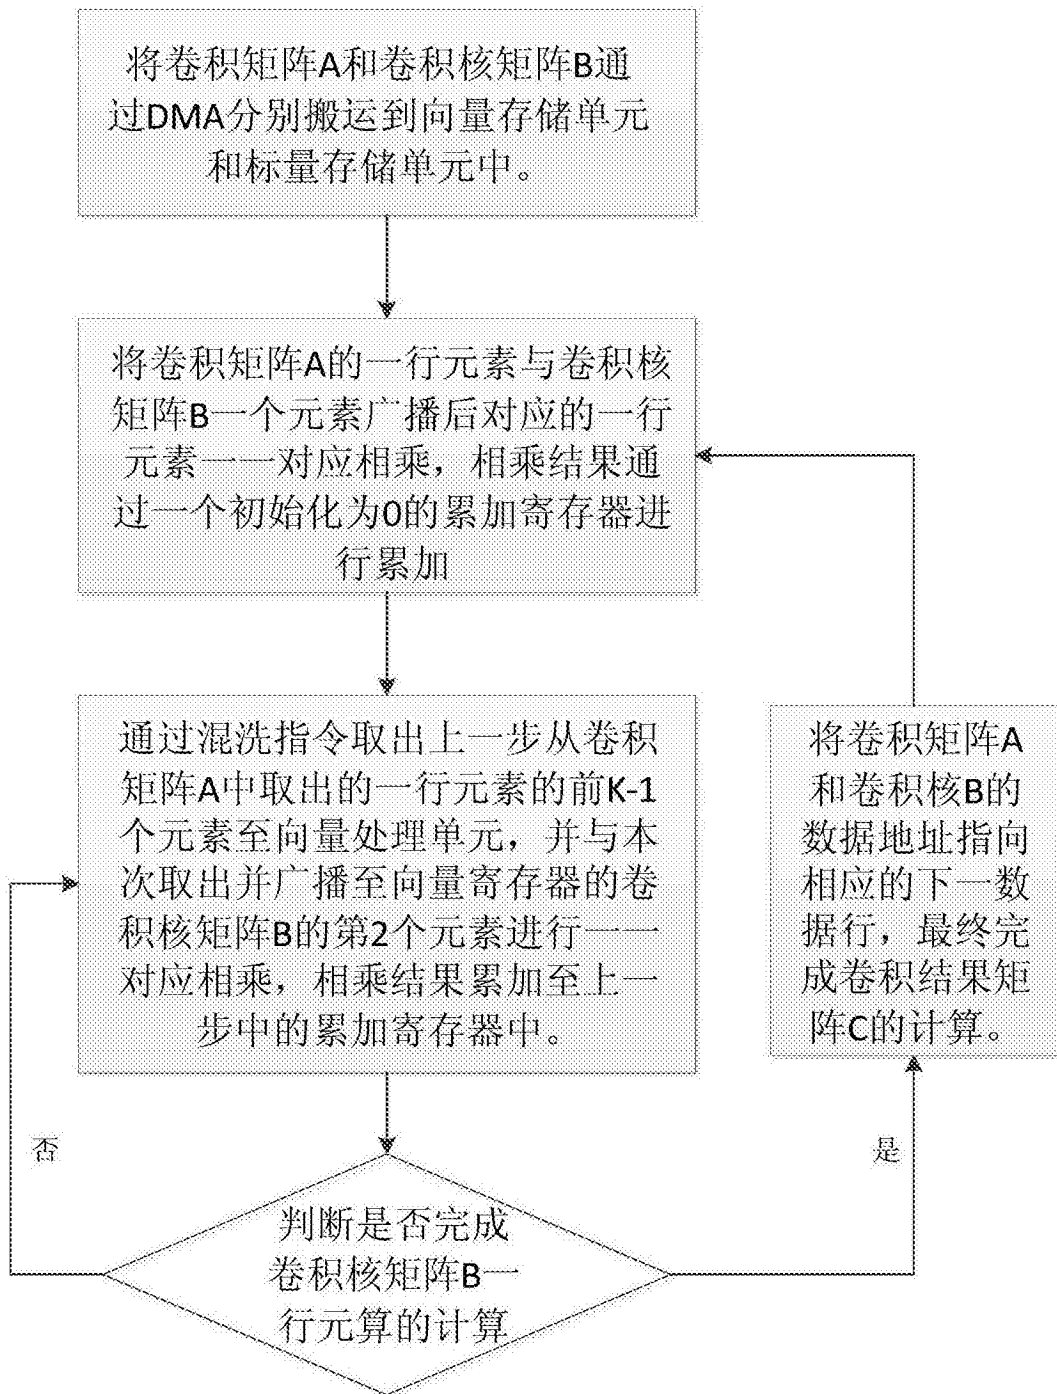 将卷积矩阵A和卷积核矩阵B通
过DMA分别搬运到向量存储单元
和标量存储单元中。
将卷积矩阵A的一行元素与卷积核
矩阵B一个元素广播后对应的一行
元素一一对应相乘，相乘结果通
过一个初始化为0的累加寄存器进
行累加
通过混洗指令取出上一步从卷积
矩阵A中取出的一行元素的前K-1
个元素至向量处理单元，并与本
次取出并广播至向量寄存器的卷
积核矩阵B的第2个元素进行一一
对应相乘，相乘结果累加至上一
步中的累加寄存器中。
将卷积矩阵A
和卷积核B的
数据地址指向
相应的下一数
据行，最终完
成卷积结果矩
阵C的计算。
否
是
判断是否完成
卷积核矩阵B一
行元算的计算